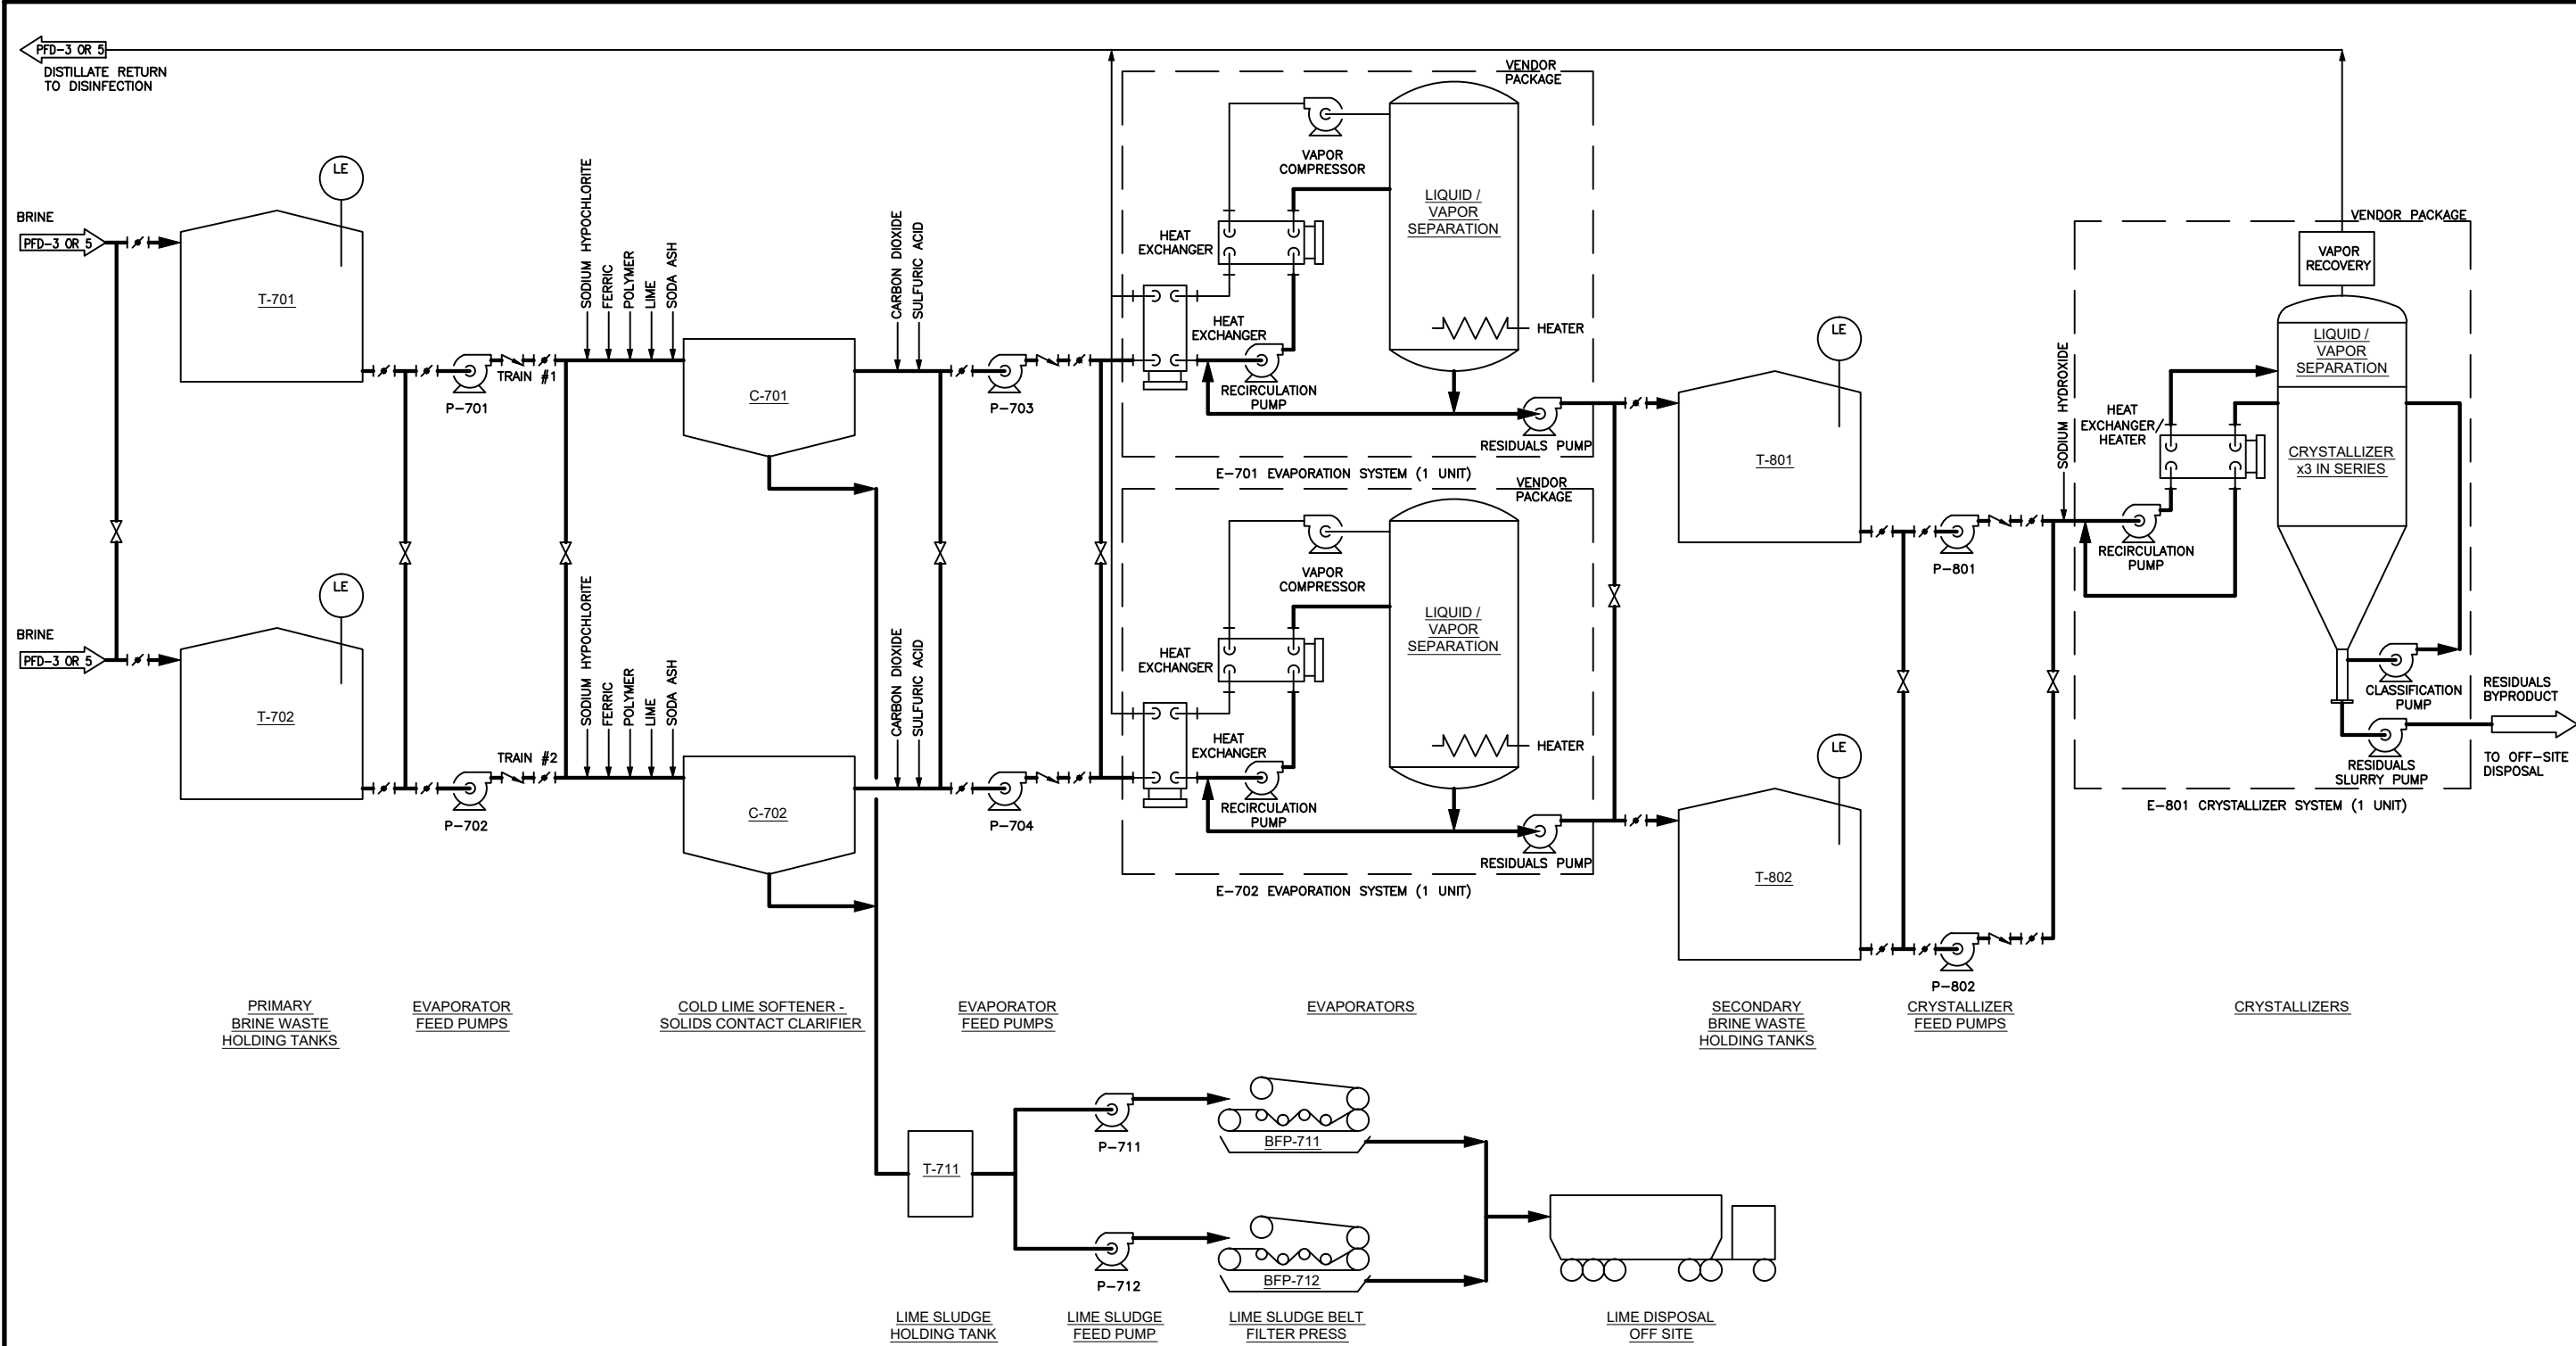 PFD-3 OR 5
DISTILLATE RETURN
TO DISINFECTION
BRINE
PFD-3 OR 5
LE
T-701
BRINE
PFD-3 OR 5
LE
T-702
P-701
TRAIN #1
SODIUM HYPOCHLORITE
FERRIC
POLYMER
LIME
SODA ASH
C-701
CARBON DIOXIDE
SULFURIC ACID
P-703
P-702
TRAIN #2
SODIUM HYPOCHLORITE
FERRIC
POLYMER
LIME
SODA ASH
C-702
CARBON DIOXIDE
SULFURIC ACID
P-704
VENDOR
PACKAGE
VAPOR
COMPRESSOR
LIQUID /
VAPOR
SEPARATION
HEAT
EXCHANGER
HEAT
EXCHANGER
HEATER
RECIRCULATION
PUMP
RESIDUALS PUMP
E-701 EVAPORATION SYSTEM (1 UNIT)
VENDOR
PACKAGE
VAPOR
COMPRESSOR
LIQUID /
VAPOR
SEPARATION
HEAT
EXCHANGER
HEAT
EXCHANGER
HEATER
RECIRCULATION
PUMP
RESIDUALS PUMP
E-702 EVAPORATION SYSTEM (1 UNIT)
LE
T-801
P-801
LE
T-802
P-802
SODIUM HYDROXIDE
VENDOR PACKAGE
VAPOR
RECOVERY
LIQUID /
VAPOR
SEPARATION
HEAT
EXCHANGER/
HEATER
CRYSTALLIZER
x3 IN SERIES
RECIRCULATION
PUMP
CLASSIFICATION
PUMP
RESIDUALS
SLURRY PUMP
RESIDUALS
BYPRODUCT
TO OFF-SITE
DISPOSAL
E-801 CRYSTALLIZER SYSTEM (1 UNIT)
PRIMARY
BRINE WASTE
HOLDING TANKS
EVAPORATOR
FEED PUMPS
COLD LIME SOFTENER -
SOLIDS CONTACT CLARIFIER
EVAPORATOR
FEED PUMPS
EVAPORATORS
SECONDARY
BRINE WASTE
HOLDING TANKS
CRYSTALLIZER
FEED PUMPS
CRYSTALLIZERS
T-711
P-711
BFP-711
P-712
BFP-712
LIME SLUDGE
HOLDING TANK
LIME SLUDGE
FEED PUMP
LIME SLUDGE BELT
FILTER PRESS
LIME DISPOSAL
OFF SITE